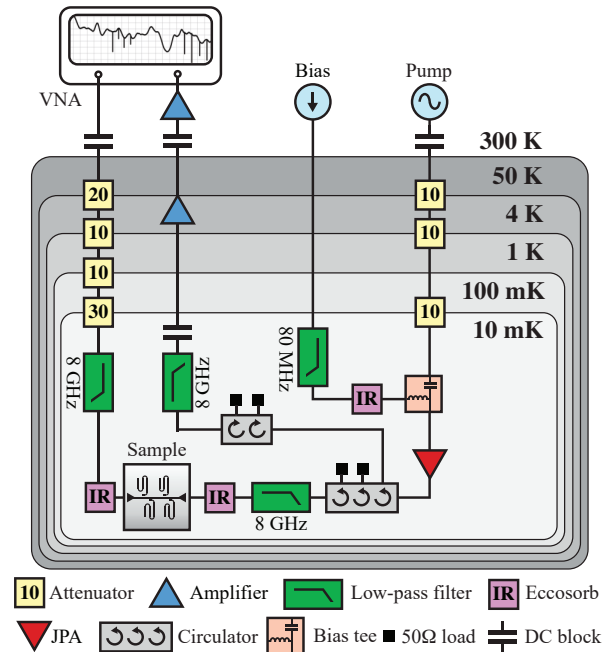 VNA
Bias
Pump
300 K
50 K
4 K
1 K
100 mK
10 mK
20
10
10
30
10
10
10
8 GHz
8 GHz
80 MHz
IR
Sample
IR
IR
8 GHz
10 Attenuator
Amplifier
Low-pass filter
IR Eccosorb
JPA
Circulator
Bias tee
50Ω load
DC block